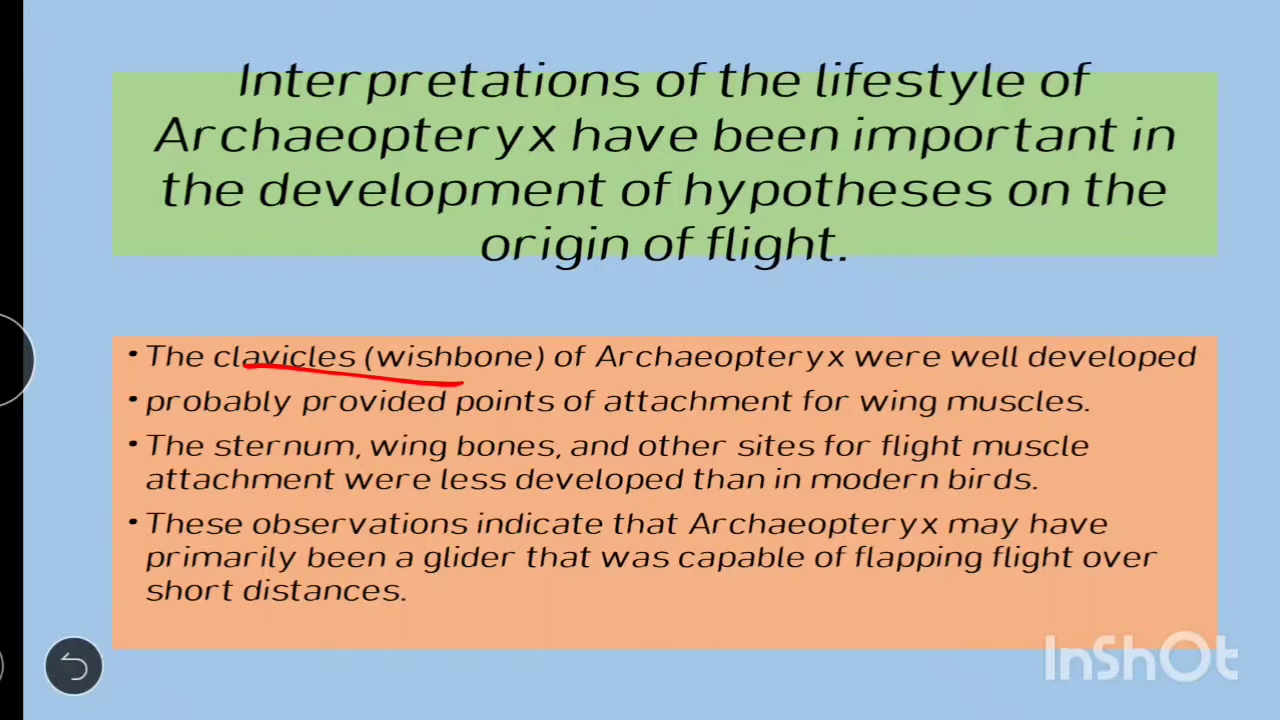 Interpretations of the lifestyle of
Archaeopteryx have been important in
the development of hypotheses on the
origin of flight.
• The clavicles (wishbone) of Archaeopteryx were well developed
• probably provided points of attachment for wing muscles.
• The sternum, wing bones, and other sites for flight muscle
attachment were less developed than in modern birds.
• These observations indicate that Archaeopteryx may have
primarily been a glider that was capable of flapping flight over
short distances.
InShOt